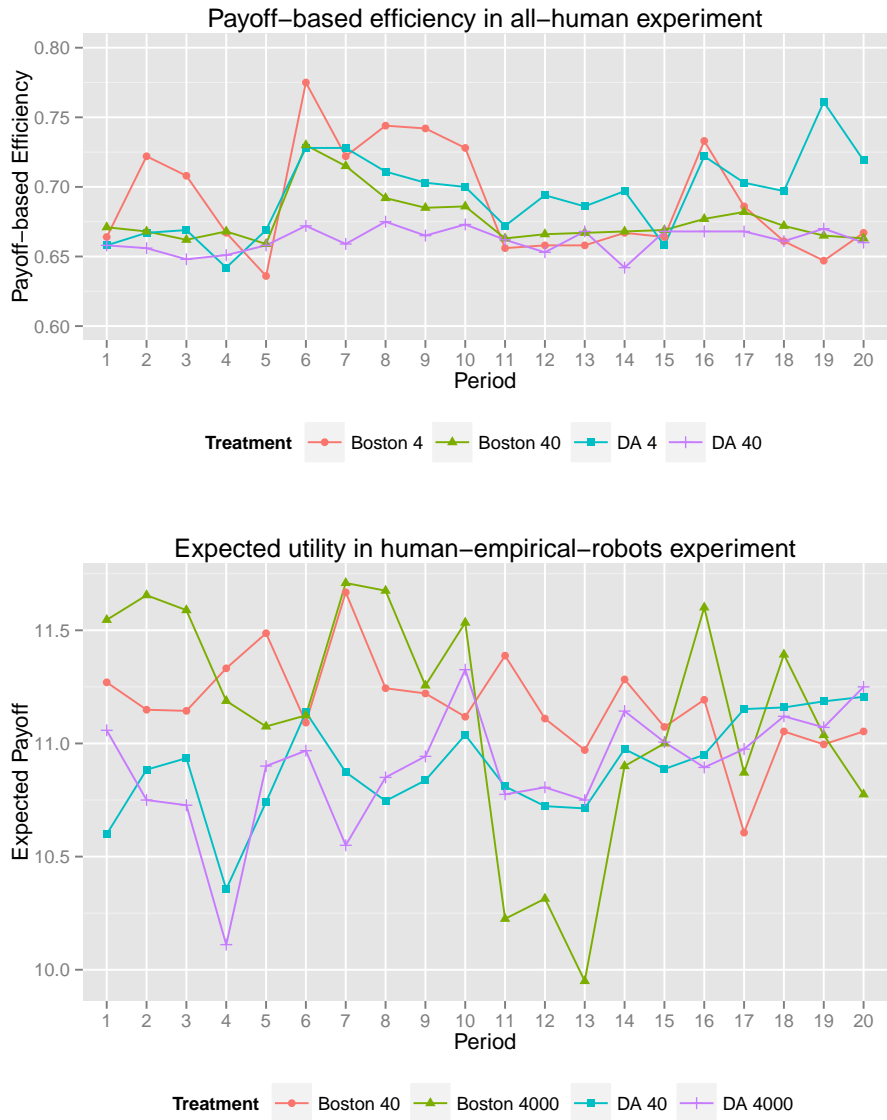 Payoff−based efficiency in all−human experiment
0.80
0.75
0.70
0.65
0.60
Payoff−based Efficiency
1 2 3 4 5 6 7 8 9 10 11 12 13 14 15 16 17 18 19 20
Period
Treatment Boston 4 Boston 40 DA 4 DA 40
Expected utility in human−empirical−robots experiment
11.5
11.0
10.5
10.0
Expected Payoff
1 2 3 4 5 6 7 8 9 10 11 12 13 14 15 16 17 18 19 20
Period
Treatment Boston 40 Boston 4000 DA 40 DA 4000